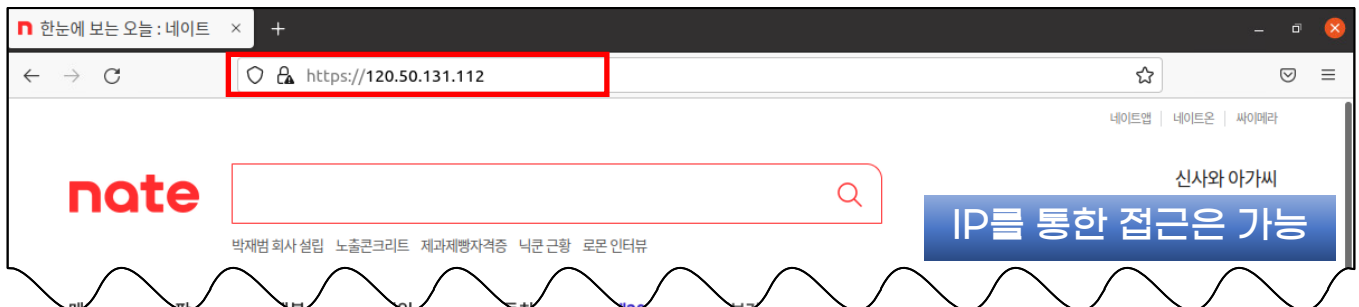 한눈에 보는 오늘 : 네이트
https://120.50.131.112
네이트앱 | 네이트온 | 싸이메라
nate
신사와 아가씨
IP를 통한 접근은 가능
박재범 회사 설립 노출콘크리트 제과제빵자격증 닉쿤 근황 로몬 인터뷰